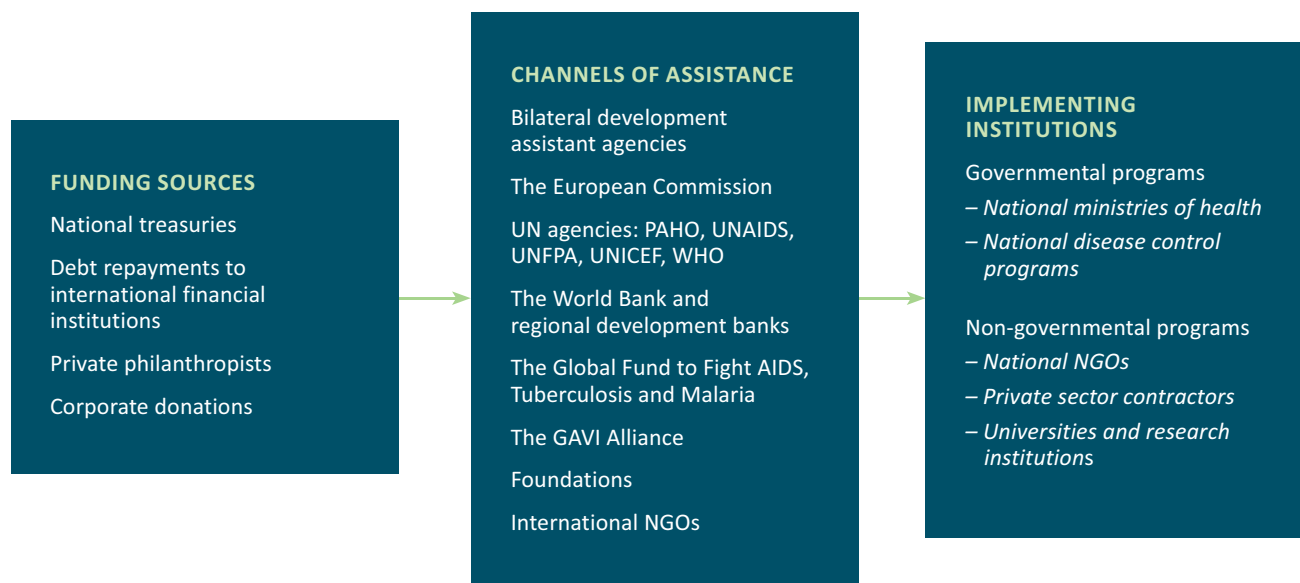 FUNDING SOURCES
National treasuries
Debt repayments to
international financial
institutions
Private philanthropists
Corporate donations
CHANNELS OF ASSISTANCE
Bilateral development
assistant agencies
The European Commission
UN agencies: PAHO, UNAIDS,
UNFPA, UNICEF, WHO
The World Bank and
regional development banks
The Global Fund to Fight AIDS,
Tuberculosis and Malaria
The GAVI Alliance
Foundations
International NGOs
IMPLEMENTING
INSTITUTIONS
Governmental programs
– National ministries of health
– National disease control
programs
Non-governmental programs
– National NGOs
– Private sector contractors
– Universities and research
institutions